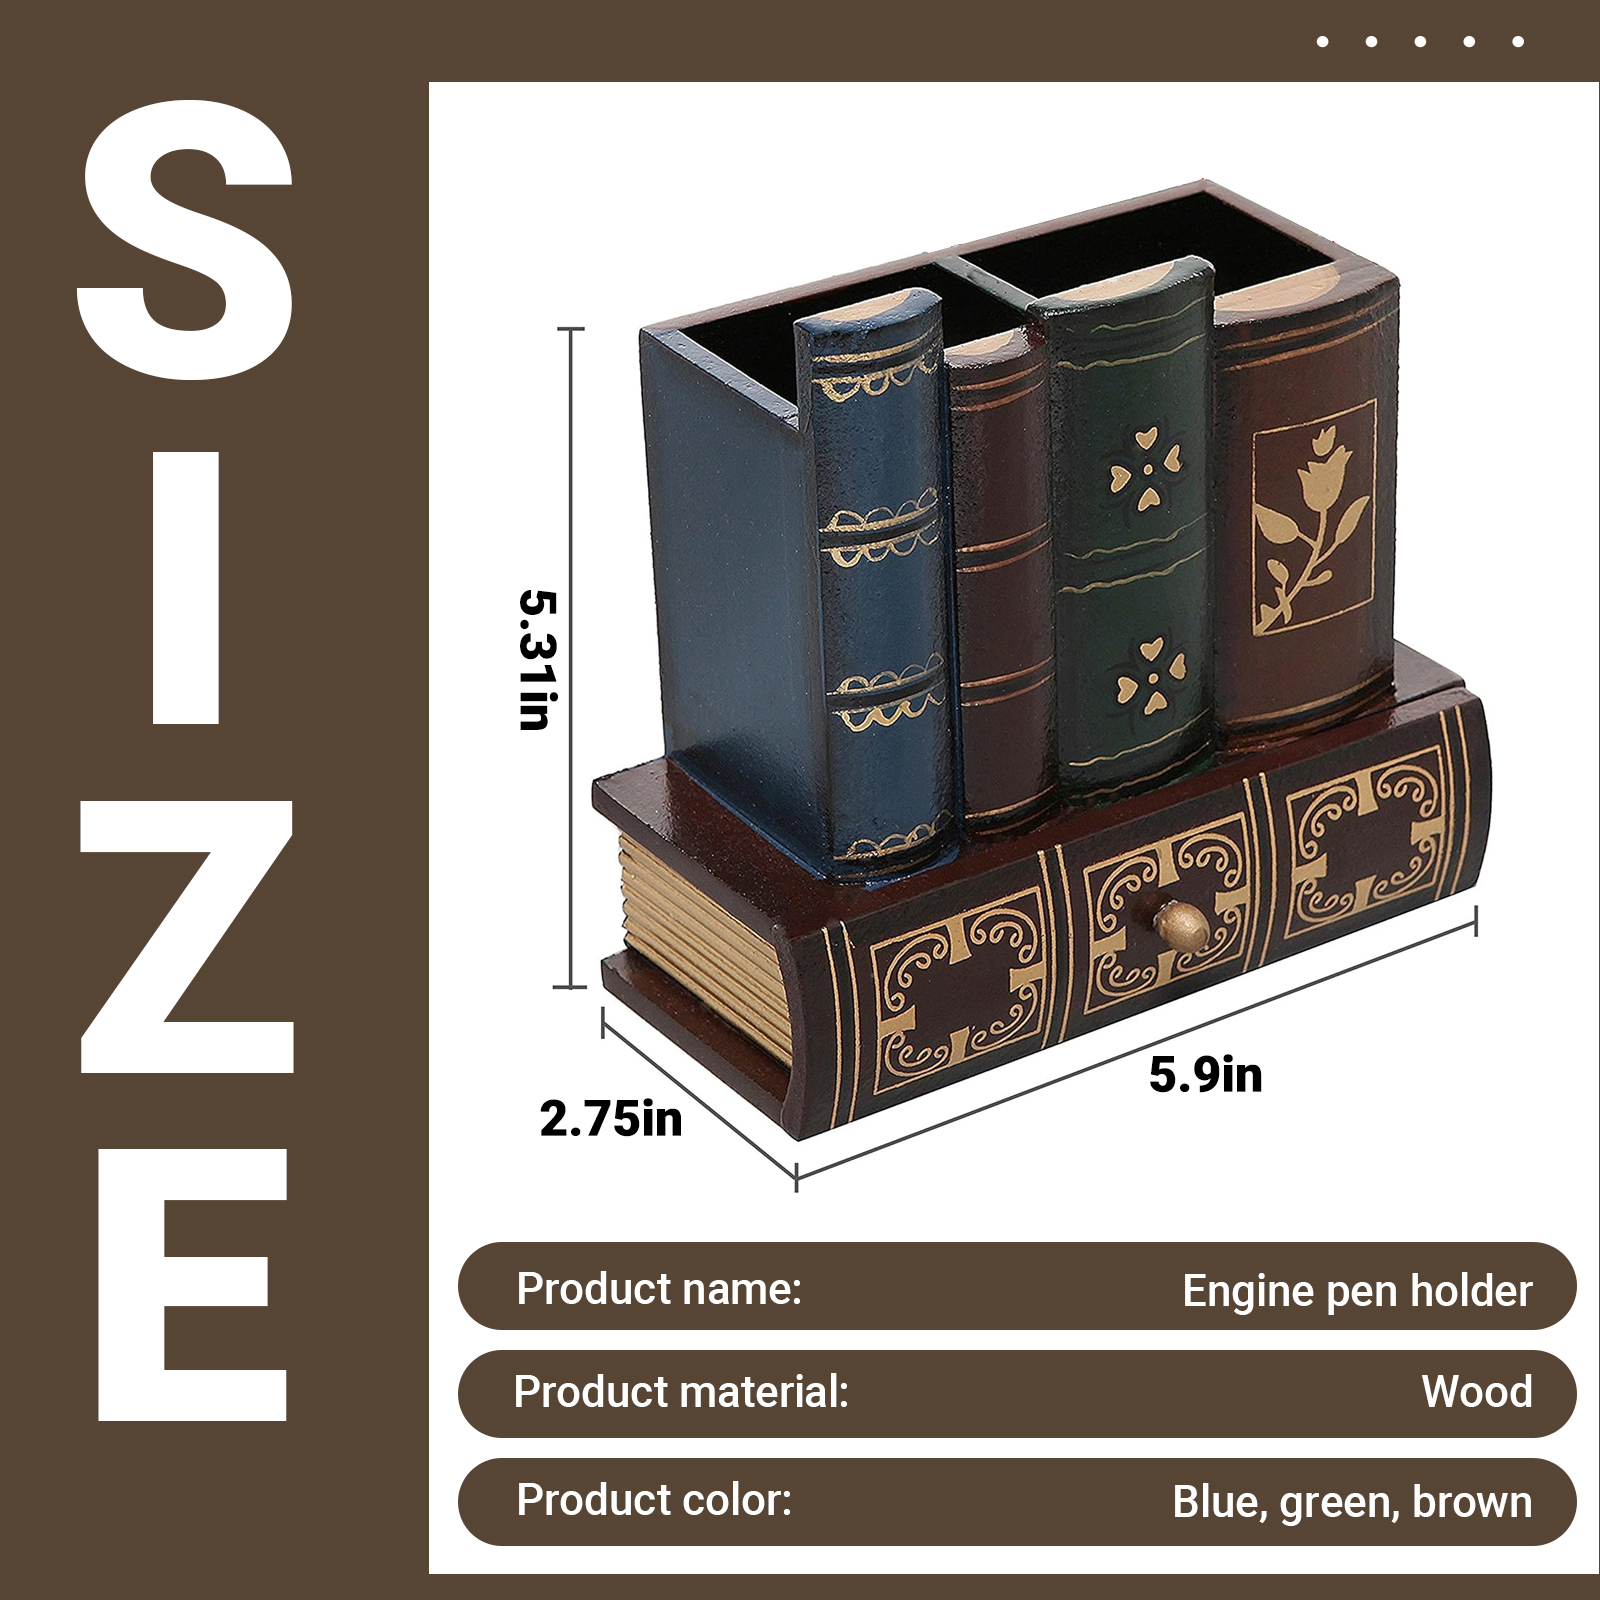 SIZE
5.31in
2.75in
5.9in
Product name: Engine pen holder
Product material: Wood
Product color: Blue, green, brown